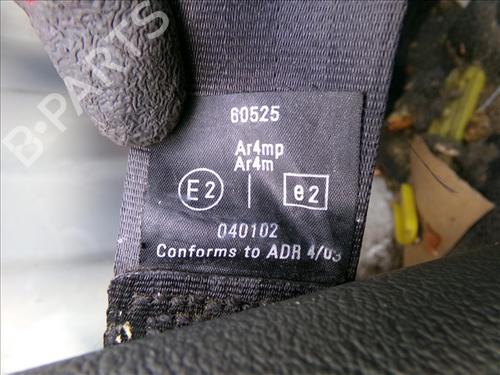 B-PARTS
60525
Ar4mp
Ar4m
E2 e2
040102
Conforms to ADR 4/03